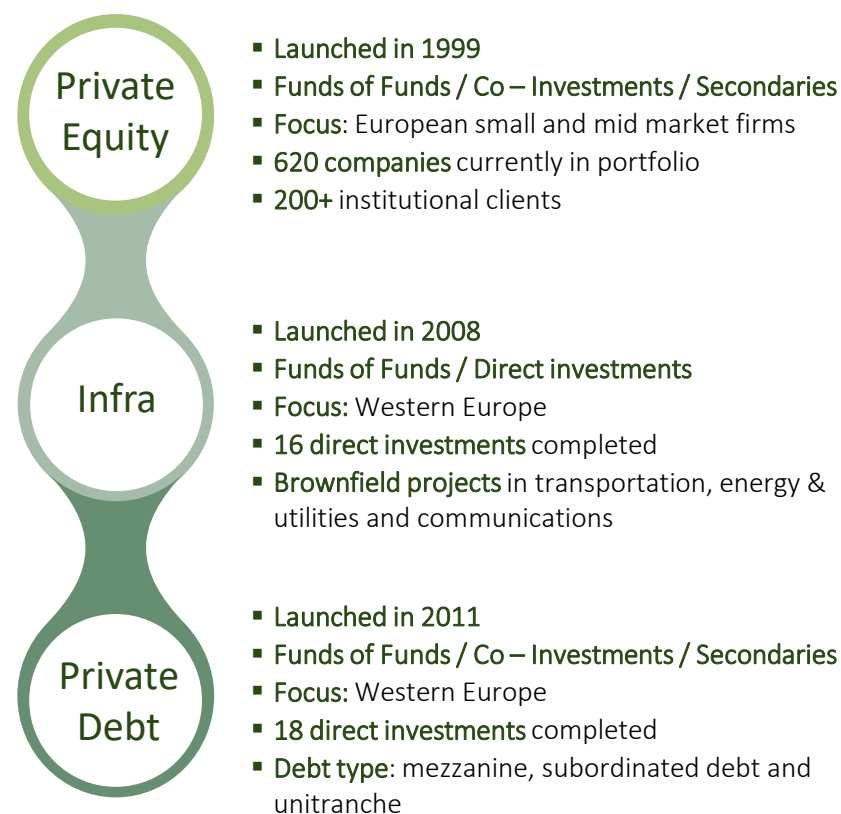 Private
Equity
▪ Launched in 1999
▪ Funds of Funds / Co – Investments / Secondaries
▪ Focus: European small and mid market firms
▪ 620 companies currently in portfolio
▪ 200+ institutional clients
Infra
▪ Launched in 2008
▪ Funds of Funds / Direct investments
▪ Focus: Western Europe
▪ 16 direct investments completed
▪ Brownfield projects in transportation, energy &
utilities and communications
Private
Debt
▪ Launched in 2011
▪ Funds of Funds / Co – Investments / Secondaries
▪ Focus: Western Europe
▪ 18 direct investments completed
▪ Debt type: mezzanine, subordinated debt and
unitranche